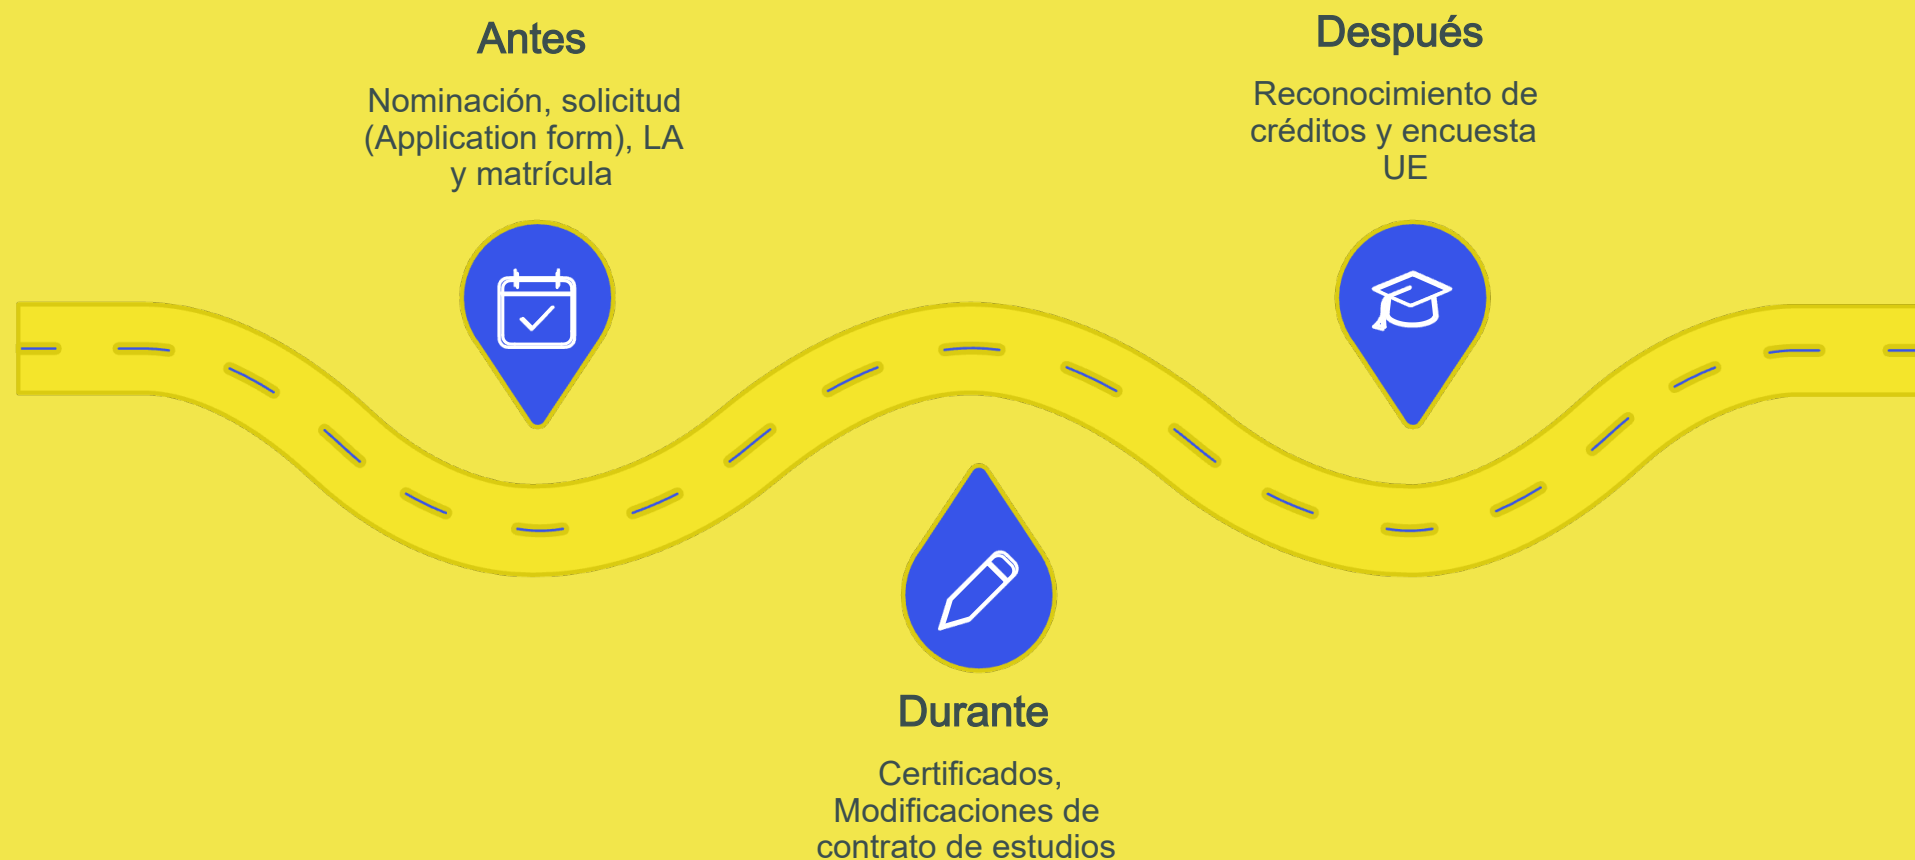 Antes
Nominación, solicitud
(Application form), LA
y matrícula
Después
Reconocimiento de
créditos y encuesta
UE
Durante
Certificados,
Modificaciones de
contrato de estudios